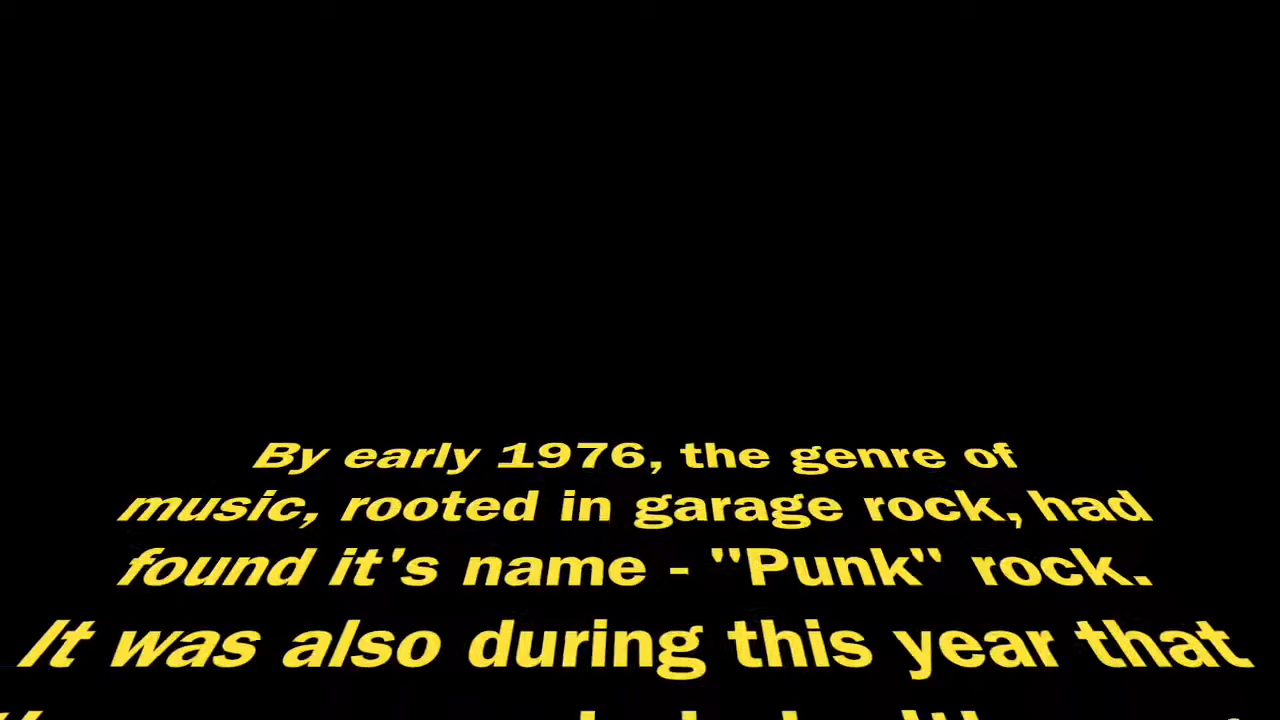 By early 1976, the genre of
music, rooted in garage rock, had
found it's name - "Punk" rock.
It was also during this year that